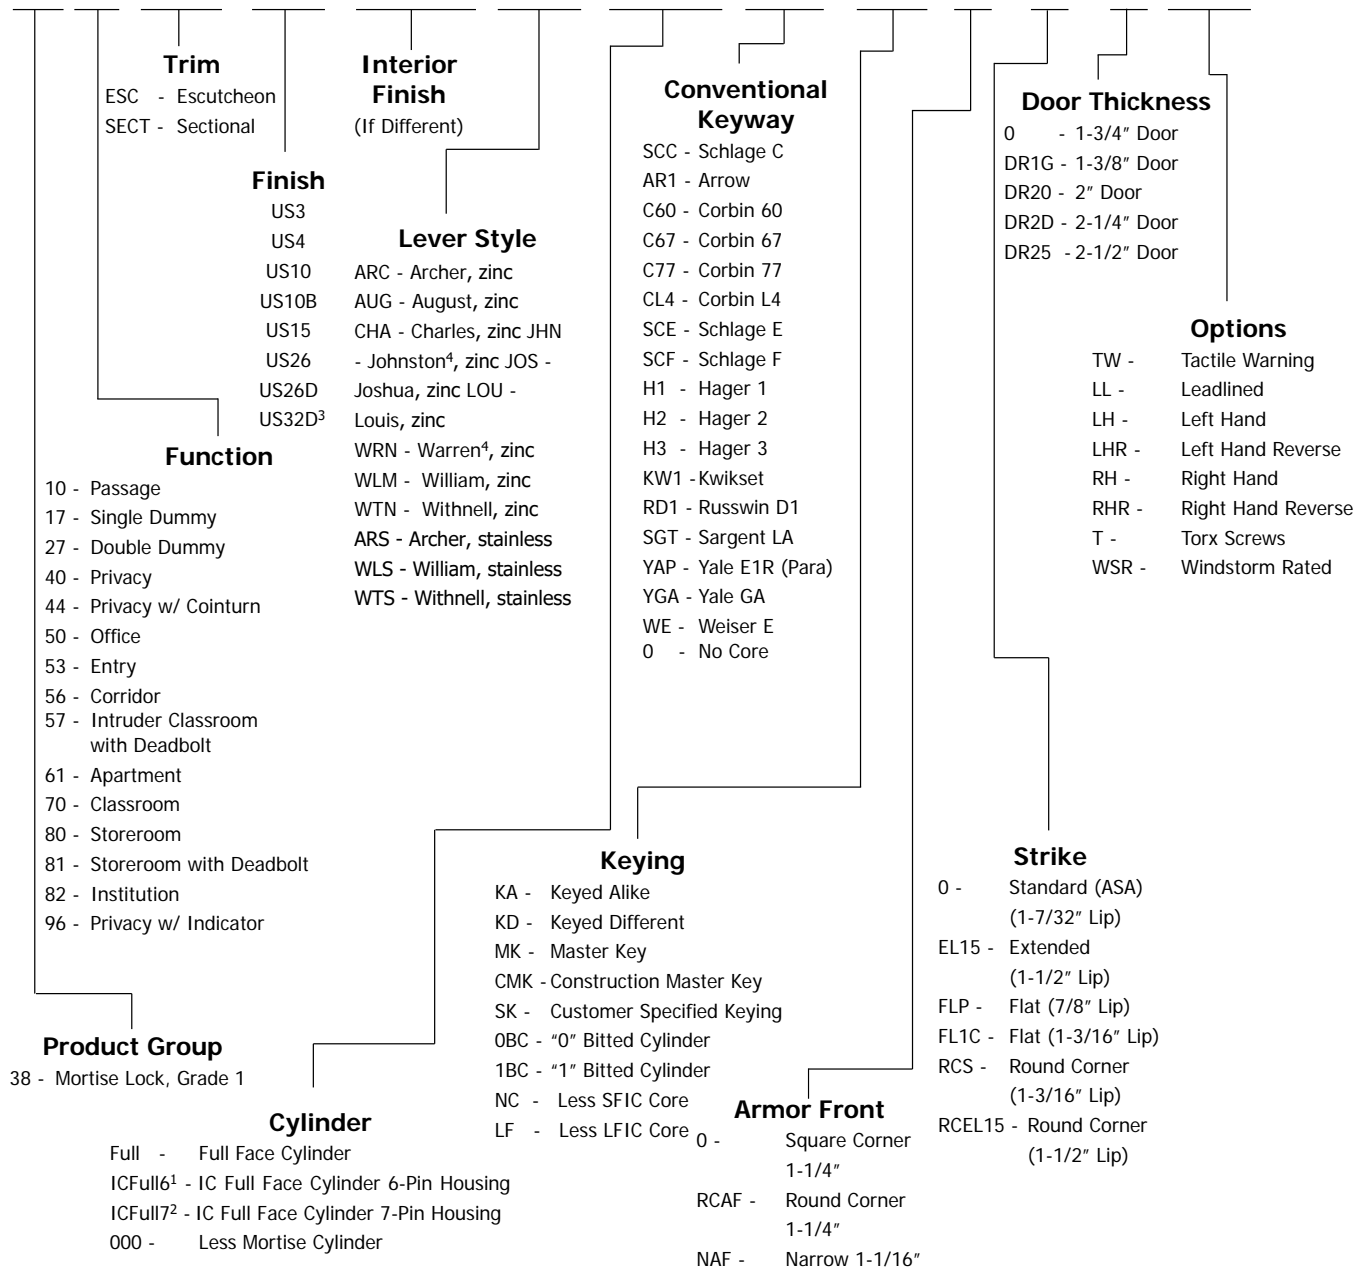 Trim
ESC - Escutcheon
SECT - Sectional
Interior
Finish
(If Different)
Finish
US3
US4
US10
US10B
US15
US26
US26D
US32D³
Lever Style
ARC - Archer, zinc
AUG - August, zinc
CHA - Charles, zinc JHN
- Johnston⁴, zinc JOS -
Joshua, zinc LOU -
Louis, zinc
WRN - Warren⁴, zinc
WLM - William, zinc
WTN - Withnell, zinc
ARS - Archer, stainless
WLS - William, stainless
WTS - Withnell, stainless
Conventional
Keyway
SCC - Schlage C
AR1 - Arrow
C60 - Corbin 60
C67 - Corbin 67
C77 - Corbin 77
CL4 - Corbin L4
SCE - Schlage E
SCF - Schlage F
H1 - Hager 1
H2 - Hager 2
H3 - Hager 3
KW1 - Kwikset
RD1 - Russwin D1
SGT - Sargent LA
YAP - Yale E1R (Para)
YGA - Yale GA
WE - Weiser E
0 - No Core
Door Thickness
0 - 1-3/4" Door
DR1G - 1-3/8" Door
DR20 - 2" Door
DR2D - 2-1/4" Door
DR25 - 2-1/2" Door
Options
TW - Tactile Warning
LL - Leadlined
LH - Left Hand
LHR - Left Hand Reverse
RH - Right Hand
RHR - Right Hand Reverse
T - Torx Screws
WSR - Windstorm Rated
Function
10 - Passage
17 - Single Dummy
27 - Double Dummy
40 - Privacy
44 - Privacy w/ Cointurn
50 - Office
53 - Entry
56 - Corridor
57 - Intruder Classroom
with Deadbolt
61 - Apartment
70 - Classroom
80 - Storeroom
81 - Storeroom with Deadbolt
82 - Institution
96 - Privacy w/ Indicator
Product Group
38 - Mortise Lock, Grade 1
Cylinder
Full - Full Face Cylinder
ICFull6¹ - IC Full Face Cylinder 6-Pin Housing
ICFull7² - IC Full Face Cylinder 7-Pin Housing
000 - Less Mortise Cylinder
Keying
KA - Keyed Alike
KD - Keyed Different
MK - Master Key
CMK - Construction Master Key
SK - Customer Specified Keying
0BC - "0" Bitted Cylinder
1BC - "1" Bitted Cylinder
NC - Less SFIC Core
LF - Less LFIC Core
Armor Front
0 - Square Corner
1-1/4"
RCAF - Round Corner
1-1/4"
NAF - Narrow 1-1/16"
Strike
0 - Standard (ASA)
(1-7/32" Lip)
EL15 - Extended
(1-1/2" Lip)
FLP - Flat (7/8" Lip)
FL1C - Flat (1-3/16" Lip)
RCS - Round Corner
(1-3/16" Lip)
RCEL15 - Round Corner
(1-1/2" Lip)